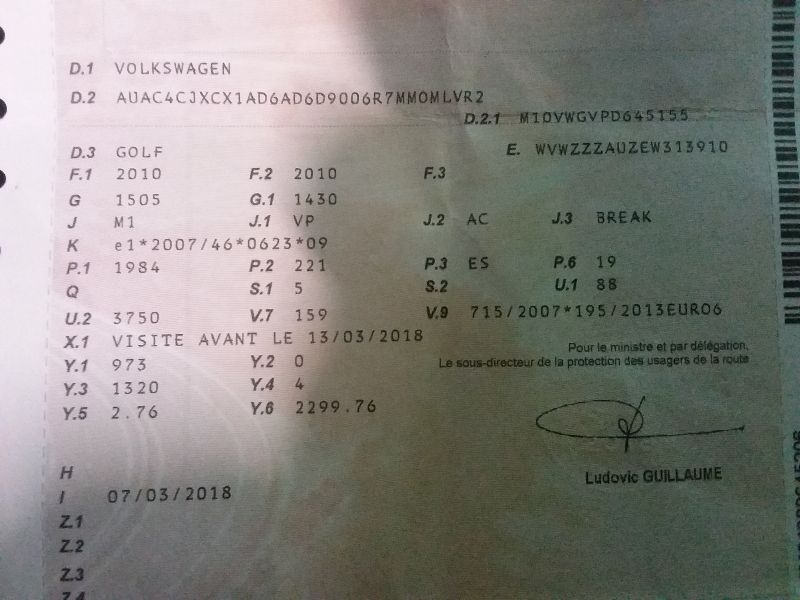 D.1 VOLKSWAGEN
D.2 AUAC4CJXCX1AD6AD6D9006R7MMOMLVR2
D.2.1 M10VWGVPD645155
D.3 GOLF E. WVWZZZAUZEW313910
F.1 2010 F.2 2010 F.3
G 1505 G.1 1430
J M1 J.1 VP J.2 AC J.3 BREAK
K e1*2007/46*0623*09
P.1 1984 P.2 221 P.3 ES P.6 19
Q S.1 5 S.2 U.1 88
U.2 3750 V.7 159 V.9 715/2007*195/2013EURO6
X.1 VISITE AVANT LE 13/03/2018
Pour le ministre et par délégation,
Y.1 973 Y.2 0 Le sous-directeur de la protection des usagers de la route
Y.3 1320 Y.4 4
Y.5 2.76 Y.6 2299.76
H
Ludovic GUILLAUME
I 07/03/2018
Z.1
Z.2
Z.3
Z.4